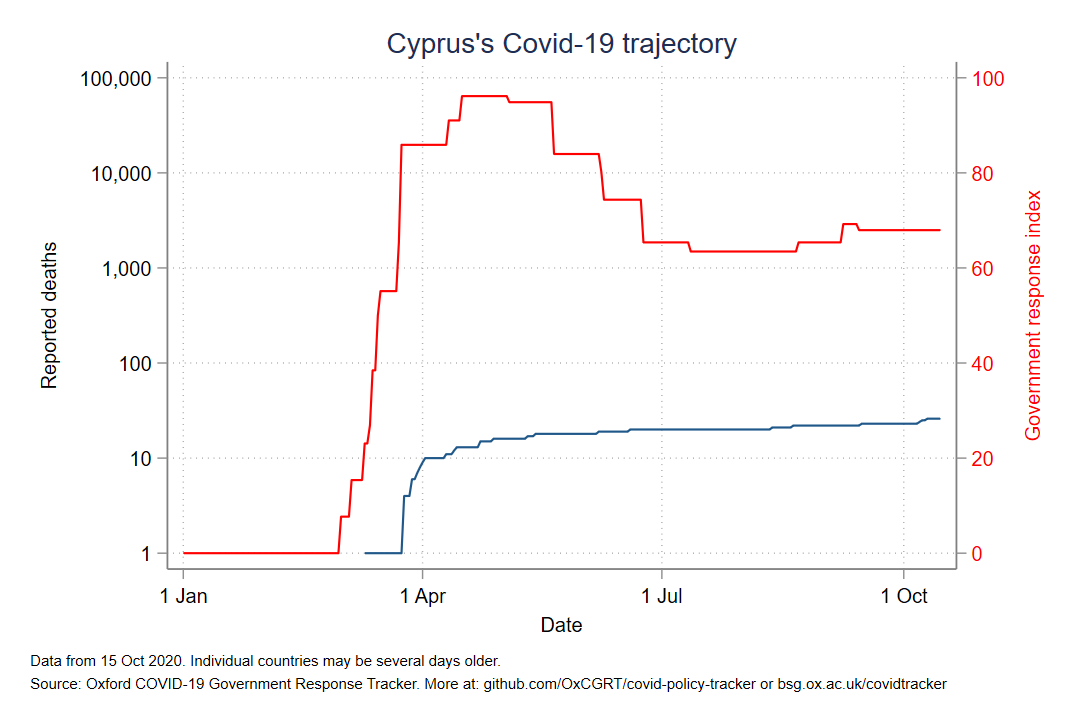 Cyprus's Covid-19 trajectory
100,000
10,000
1,000
100
10
1
Reported deaths
100
80
60
40
20
0
Government response index
1 Jan
1 Apr
1 Jul
1 Oct
Date
Data from 15 Oct 2020. Individual countries may be several days older.
Source: Oxford COVID-19 Government Response Tracker. More at: github.com/OxCGRT/covid-policy-tracker or bsg.ox.ac.uk/covidtracker